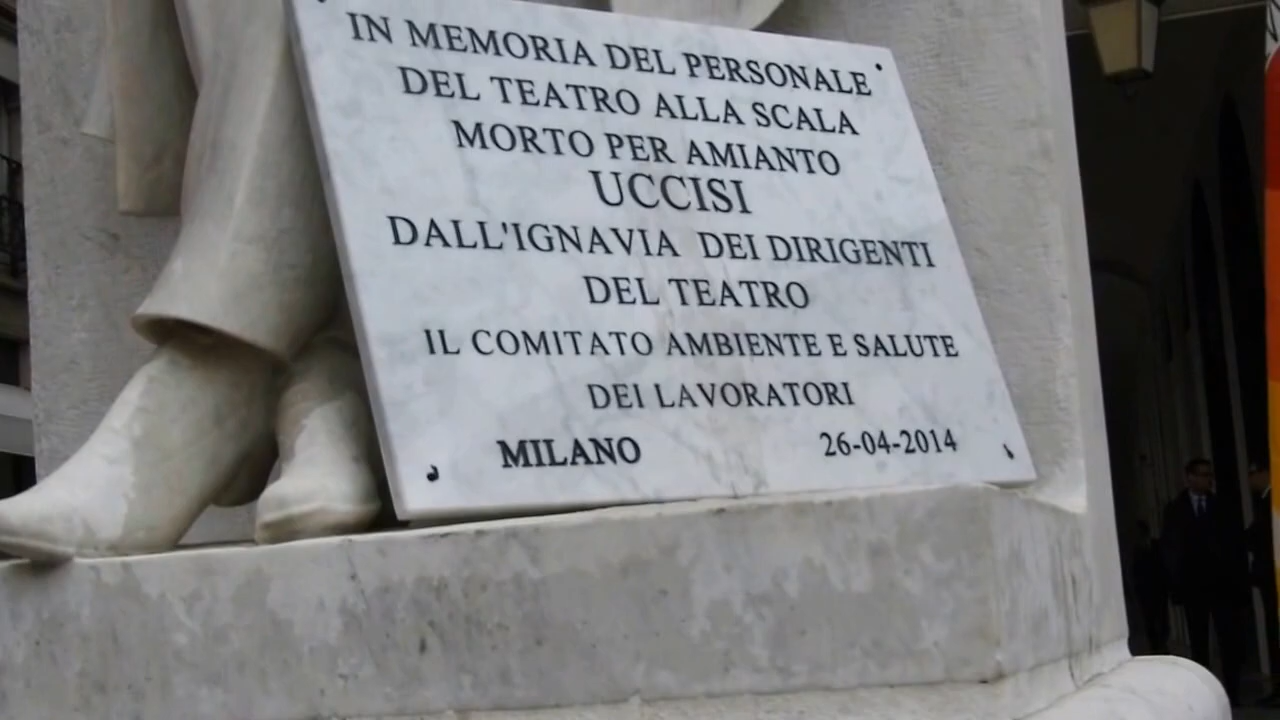 IN MEMORIA DEL PERSONALE
DEL TEATRO ALLA SCALA
MORTO PER AMIANTO
UCCISI
DALL'IGNAVIA DEI DIRIGENTI
DEL TEATRO
IL COMITATO AMBIENTE E SALUTE
DEI LAVORATORI
MILANO 26-04-2014